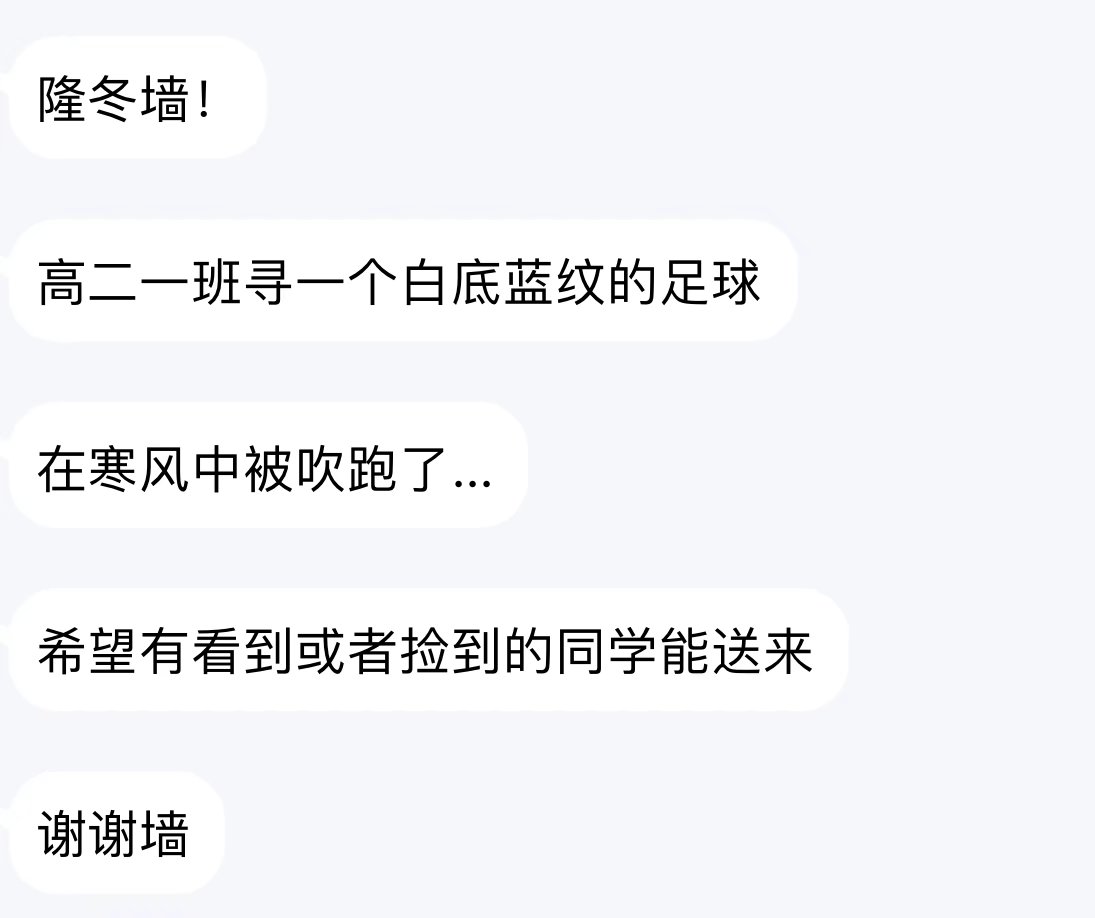 隆冬墙！
高二一班寻一个白底蓝纹的足球
在寒风中被吹跑了...
希望有看到或者捡到的同学能送来
谢谢墙